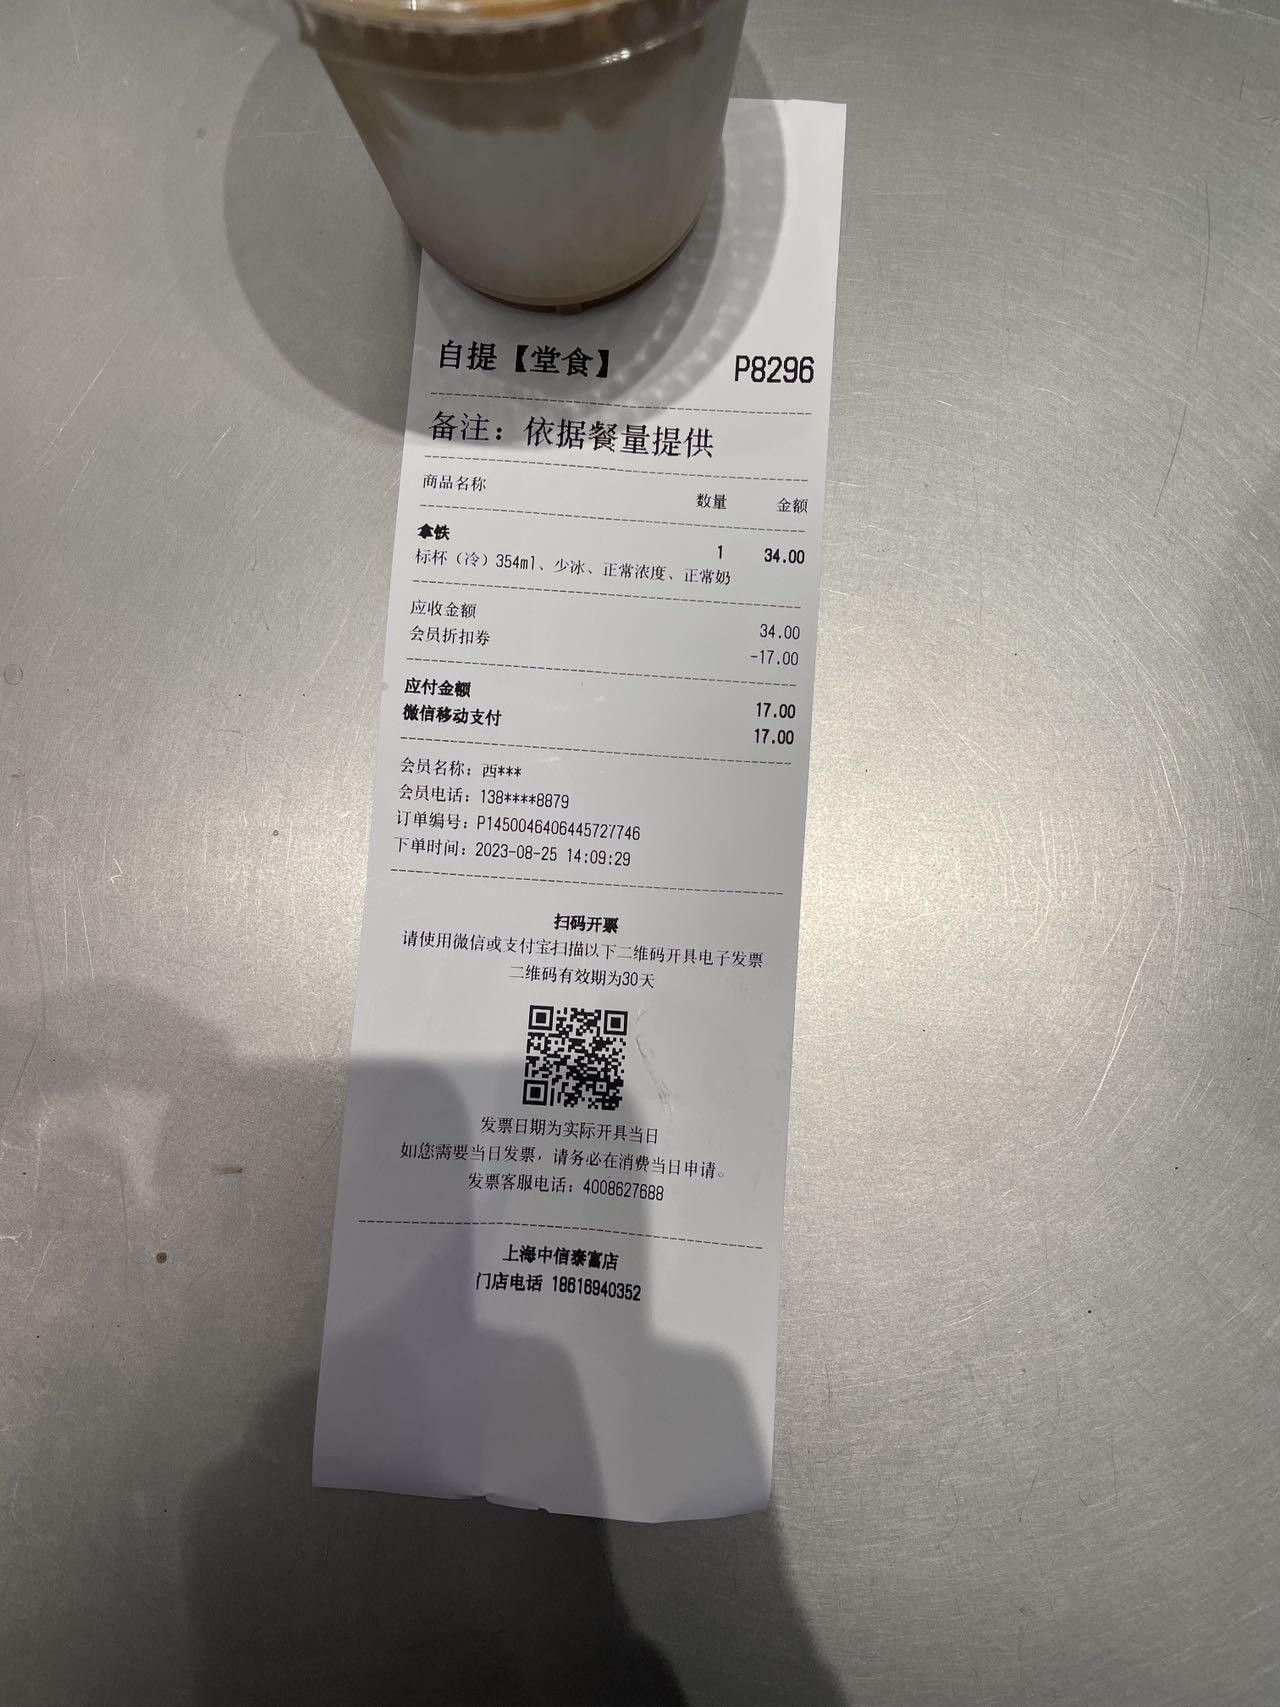 自提【堂食】 P8296
备注：依据餐量提供
商品名称 数量 金额
拿铁 1 34.00
标杯（冷）354ml、少冰、正常浓度、正常奶
应收金额 34.00
会员折扣券 -17.00
应付金额 17.00
微信移动支付 17.00
会员名称：西***
会员电话：138****8879
订单编号：P1450046406445727746
下单时间：2023-08-25 14:09:29
扫码开票
请使用微信或支付宝扫描以下二维码开具电子发票
二维码有效期为30天
发票日期为实际开具当日
如您需要当日发票，请务必在消费当日申请。
发票客服电话：4008627688
上海中信泰富店
门店电话 18616940352